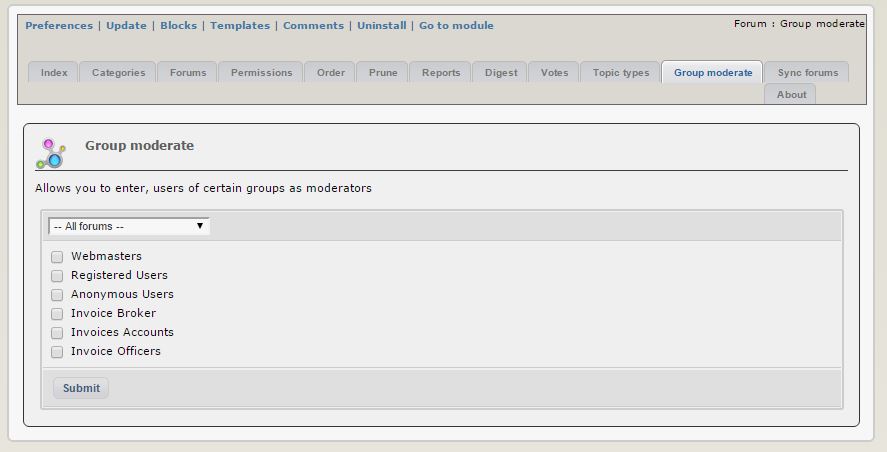 Preferences | Update | Blocks | Templates | Comments | Uninstall | Go to module
Forum : Group moderate
Index Categories Forums Permissions Order Prune Reports Digest Votes Topic types Group moderate Sync forums
About
Group moderate
Allows you to enter, users of certain groups as moderators
-- All forums --
Webmasters
Registered Users
Anonymous Users
Invoice Broker
Invoices Accounts
Invoice Officers
Submit